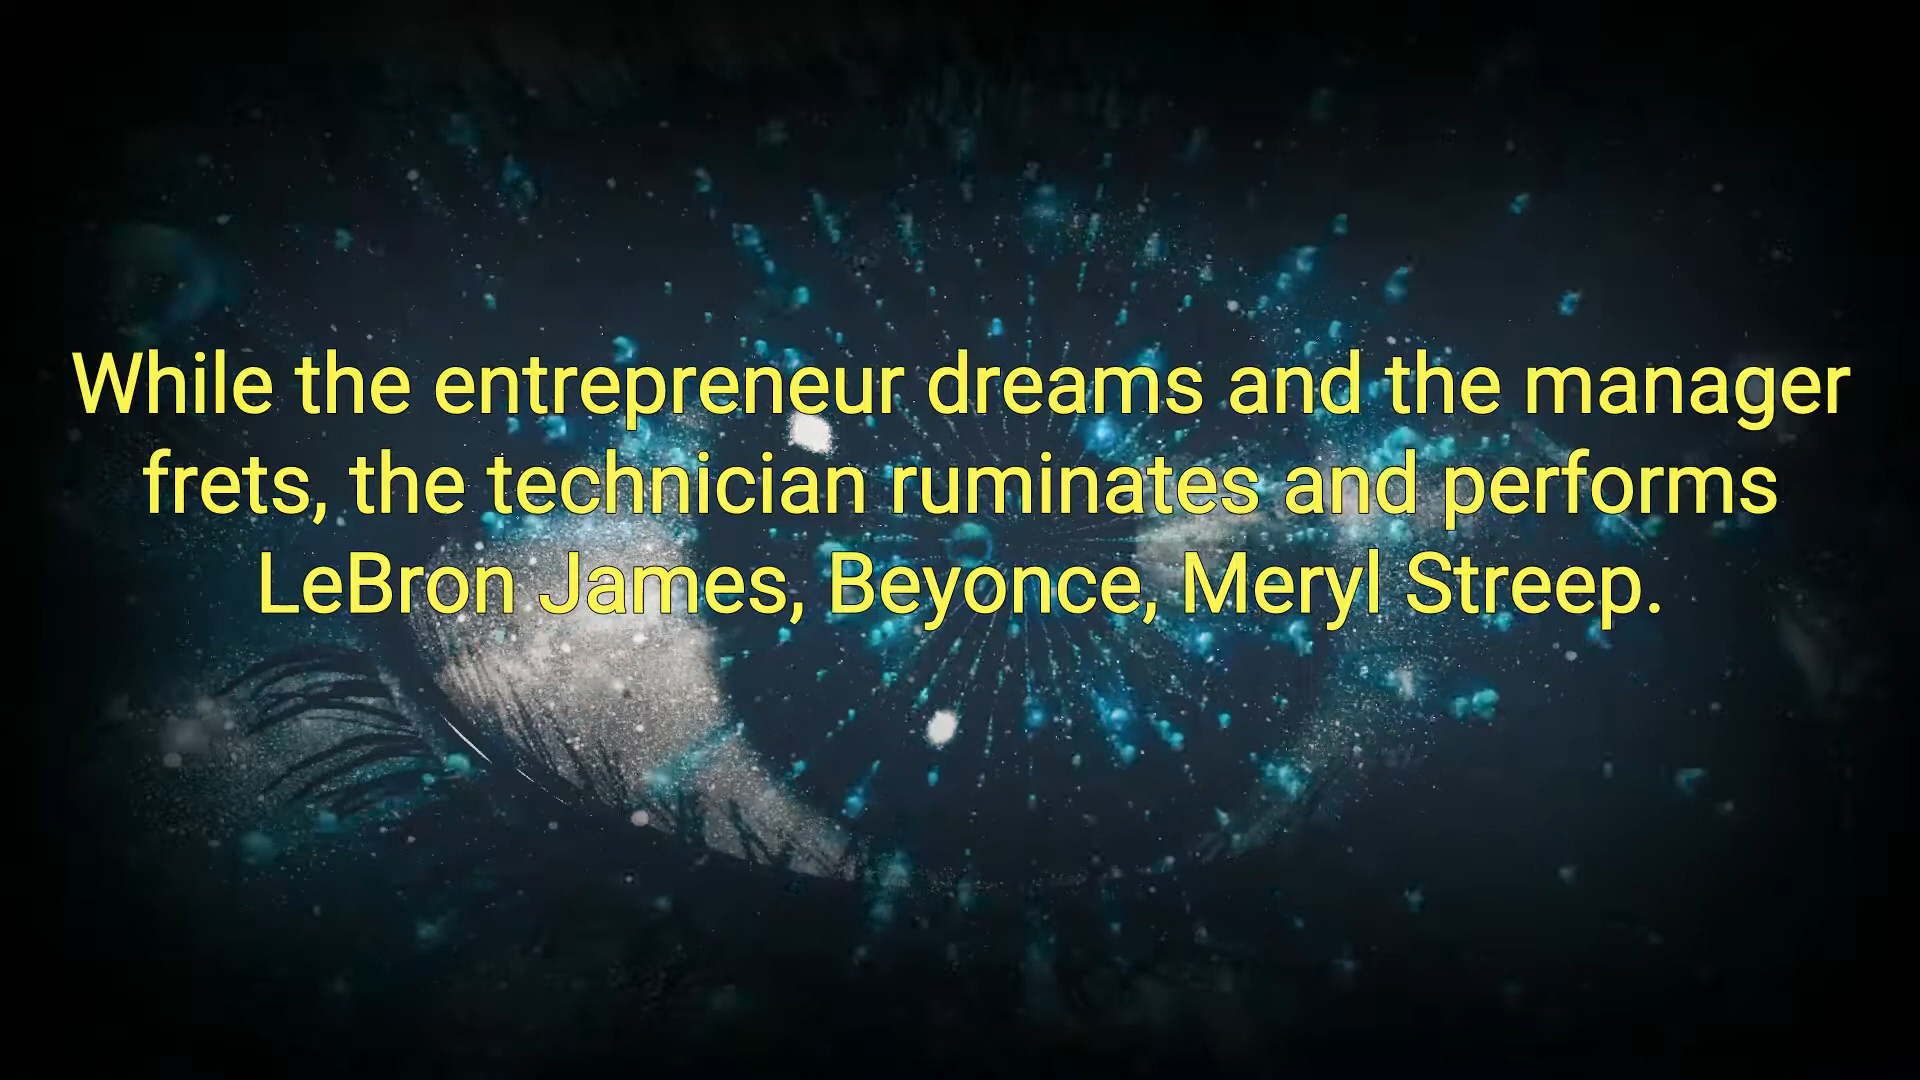 While the entrepreneur dreams and the manager
frets, the technician ruminates and performs
LeBron James, Beyonce, Meryl Streep.